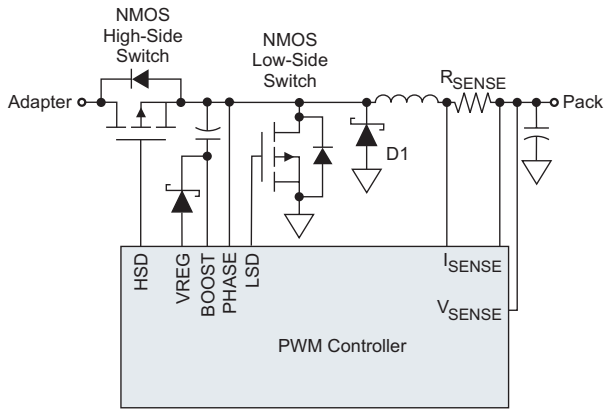 NMOS
High-Side
Switch
NMOS
Low-Side
Switch
Adapter
RSENSE
Pack
D1
HSD
VREG
BOOST
PHASE
LSD
ISENSE
VSENSE
PWM Controller